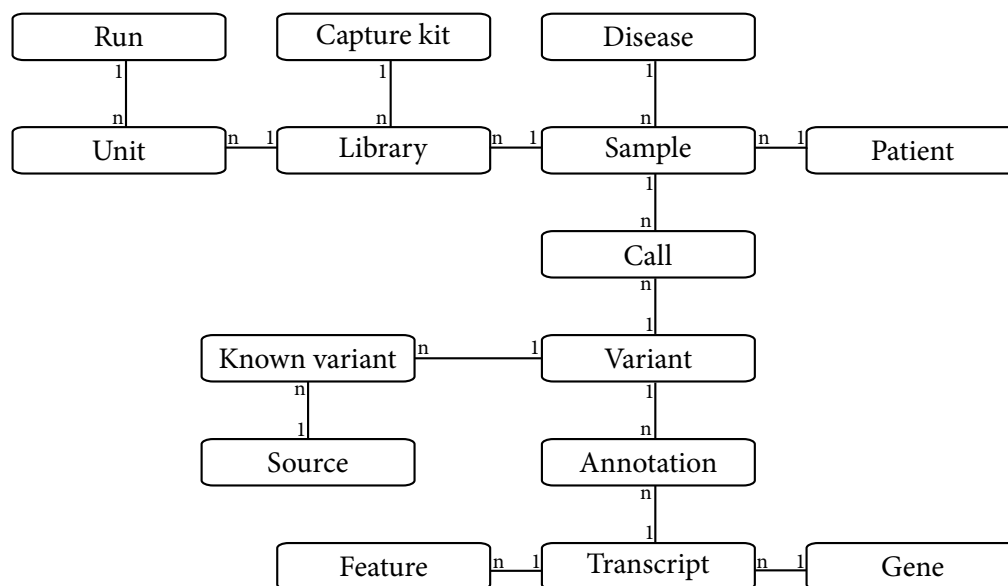 Run
Capture kit
Disease
1
1
1
n
n
n
Unit
n
1
Library
n
1
Sample
n
1
Patient
1
n
Call
n
1
Known variant
n
1
Variant
n
1
1
n
Source
Annotation
n
1
Feature
n
1
Transcript
n
1
Gene